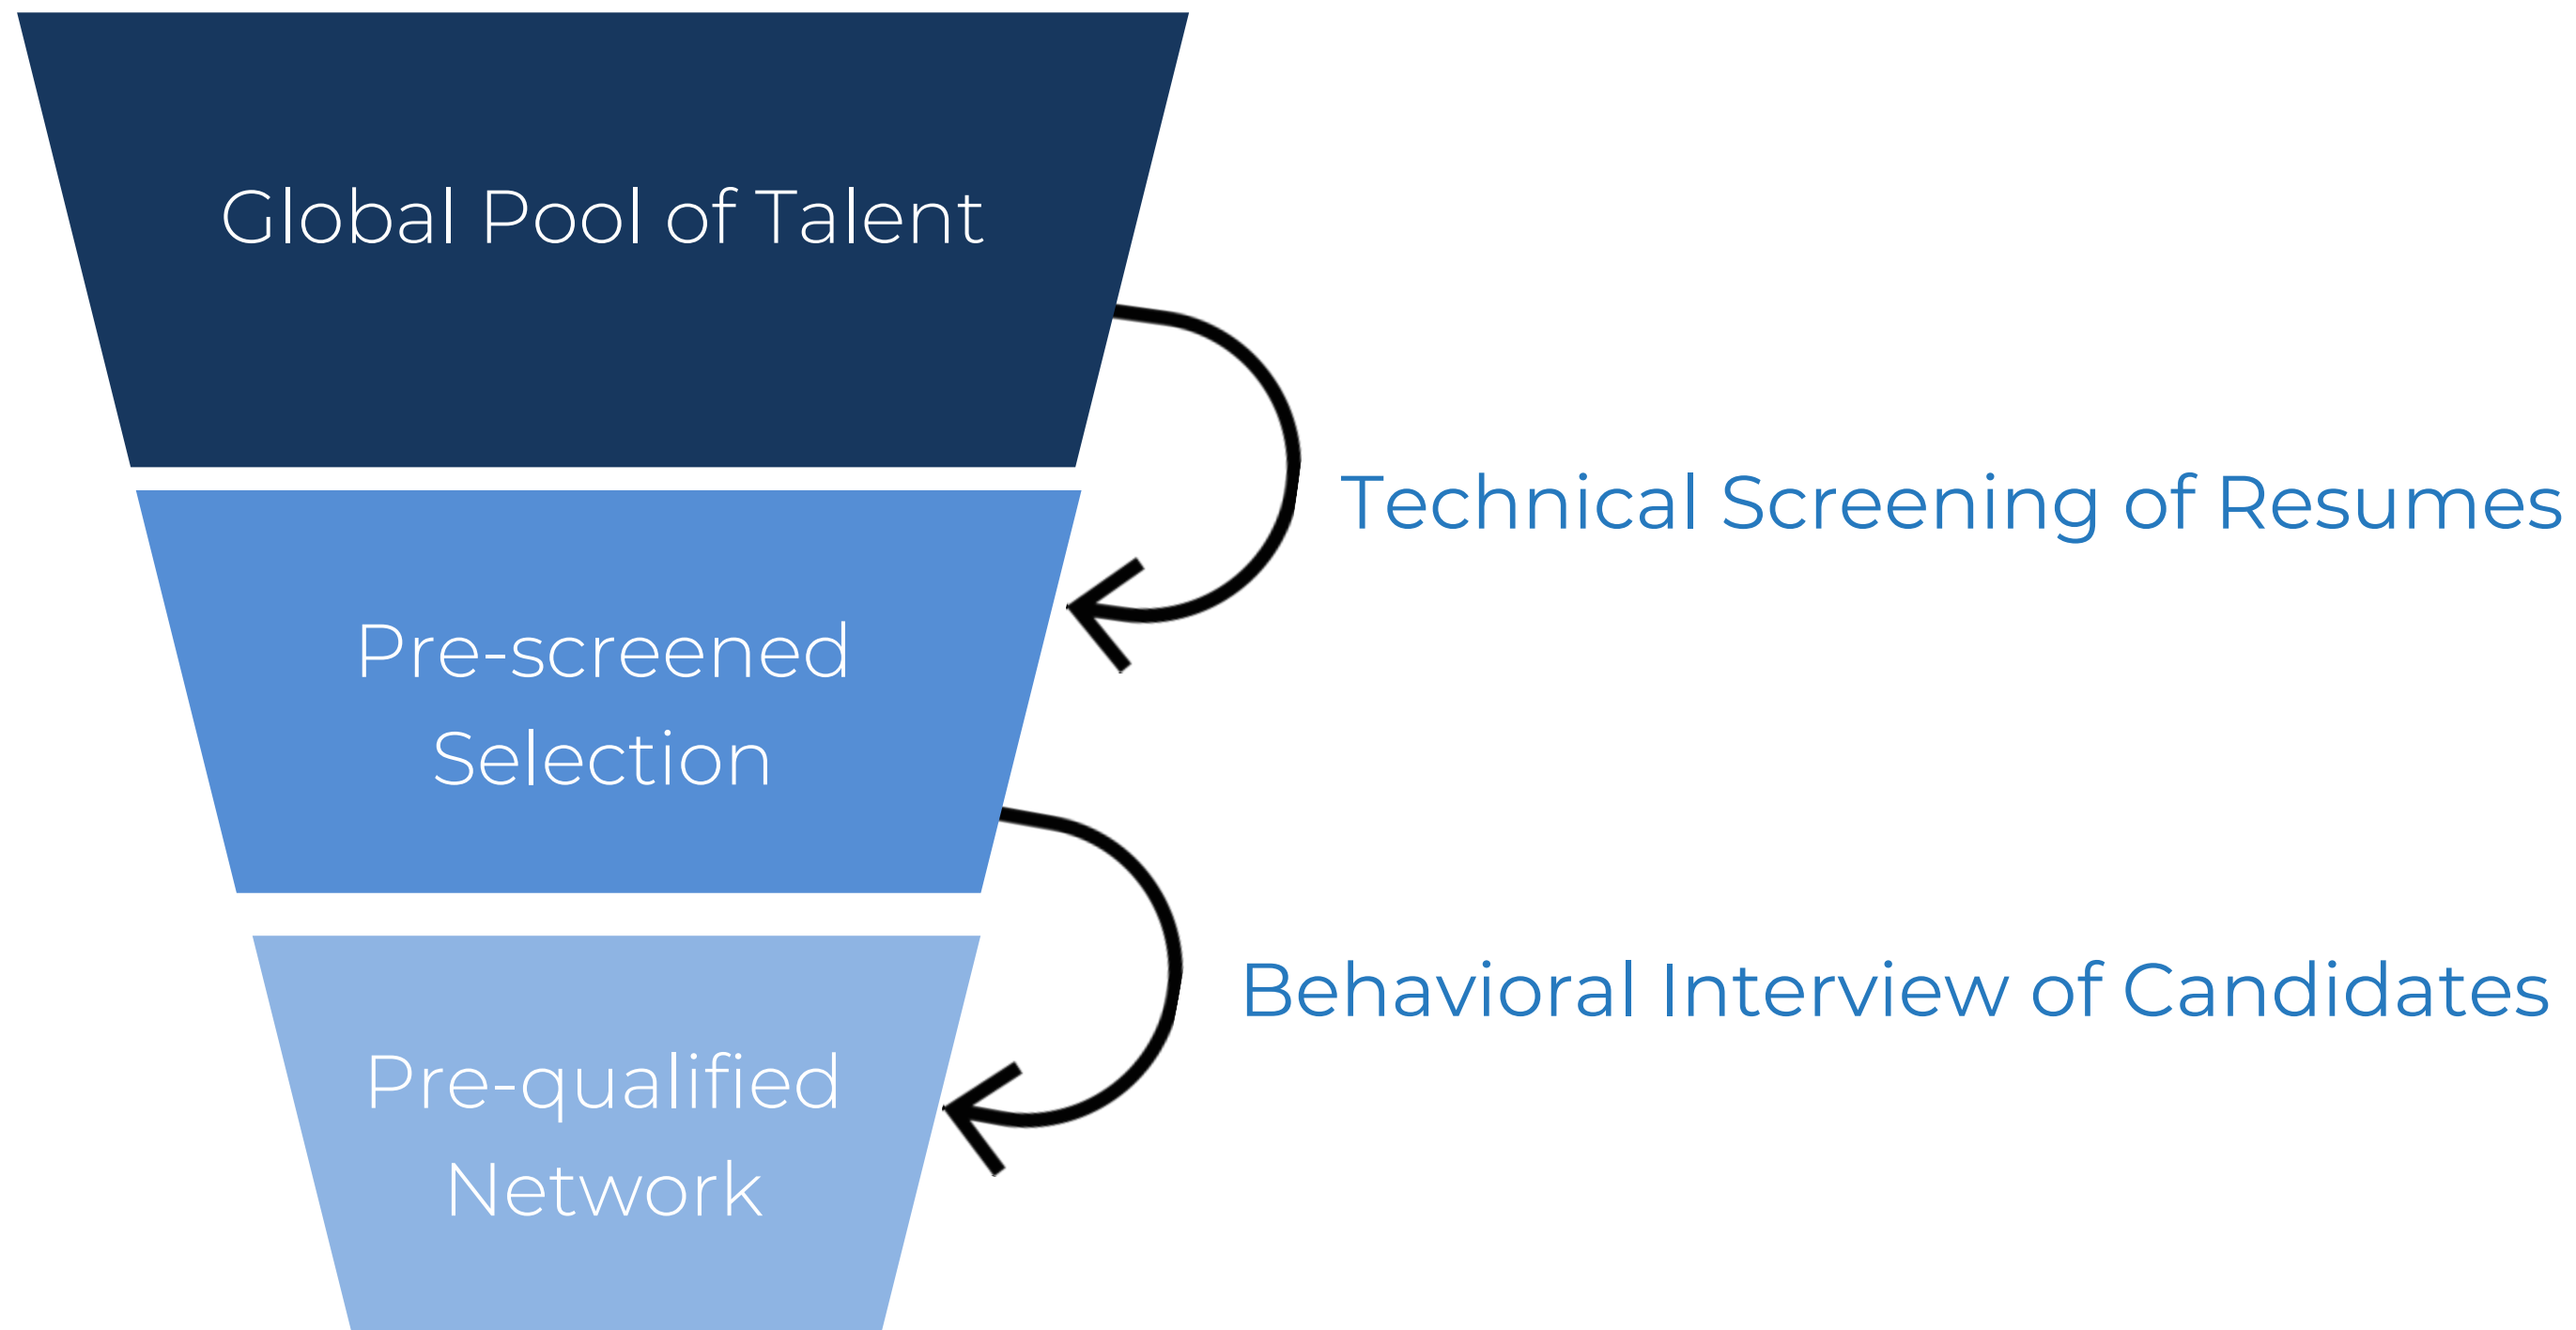 Global Pool of Talent
Technical Screening of Resumes
Pre-screened
Selection
Behavioral Interview of Candidates
Pre-qualified
Network